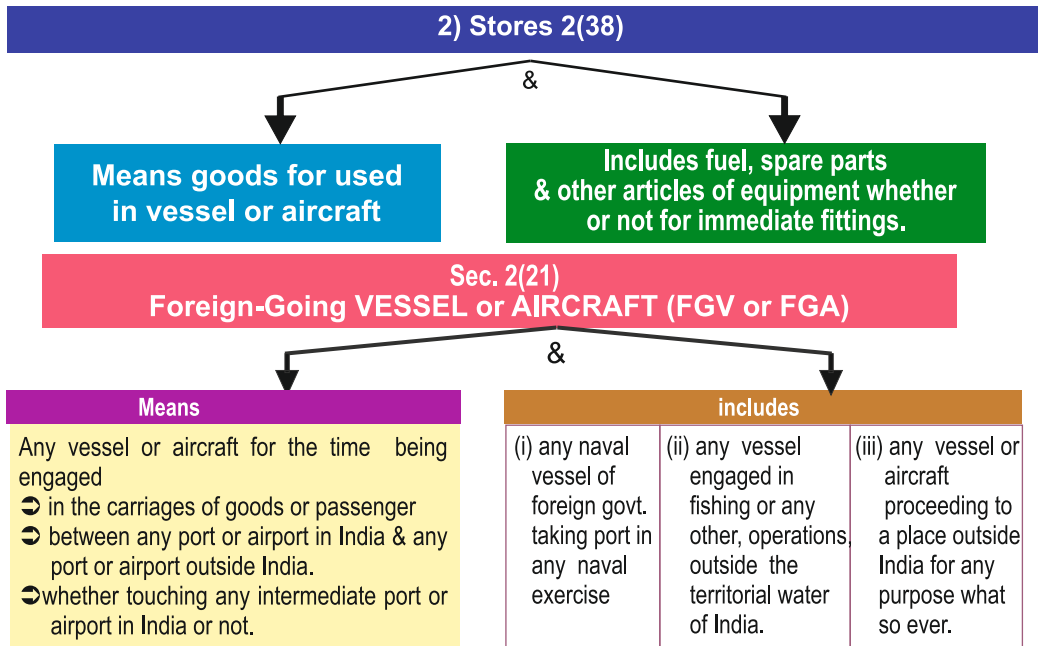 2) Stores 2(38)
&
Means goods for used
in vessel or aircraft
Includes fuel, spare parts
& other articles of equipment whether
or not for immediate fittings.
Sec. 2(21)
Foreign-Going VESSEL or AIRCRAFT (FGV or FGA)
&
Means
Any vessel or aircraft for the time being
engaged
➲ in the carriages of goods or passenger
➲ between any port or airport in India & any
port or airport outside India.
➲whether touching any intermediate port or
airport in India or not.
includes
(i) any naval
vessel of
foreign govt.
taking port in
any naval
exercise
(ii) any vessel
engaged in
fishing or any
other, operations,
outside the
territorial water
of India.
(iii) any vessel or
aircraft
proceeding to
a place outside
India for any
purpose what
so ever.